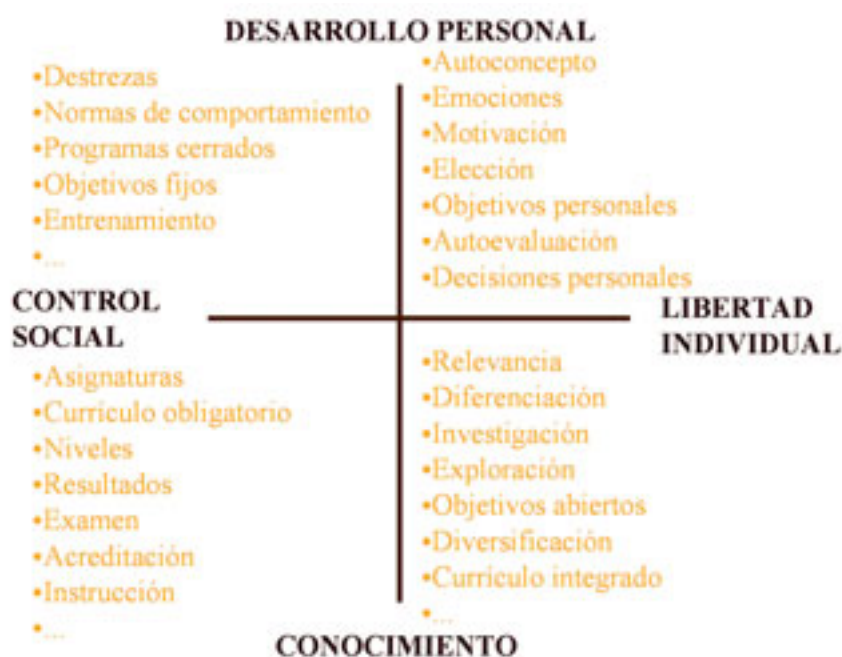 DESARROLLO PERSONAL
•Destrezas
•Normas de comportamiento
•Programas cerrados
•Objetivos fijos
•Entrenamiento
•...
•Autoconcepto
•Emociones
•Motivación
•Elección
•Objetivos personales
•Autoevaluación
•Decisiones personales
CONTROL
SOCIAL
LIBERTAD
INDIVIDUAL
•Asignaturas
•Currículo obligatorio
•Niveles
•Resultados
•Examen
•Acreditación
•Instrucción
•...
•Relevancia
•Diferenciación
•Investigación
•Exploración
•Objetivos abiertos
•Diversificación
•Currículo integrado
•...
CONOCIMIENTO